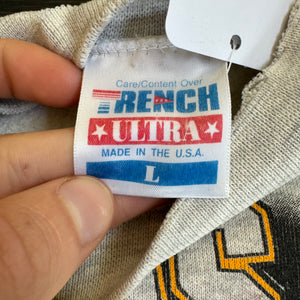 Care/Content Over
TRENCH
ULTRA
MADE IN THE U.S.A.
L